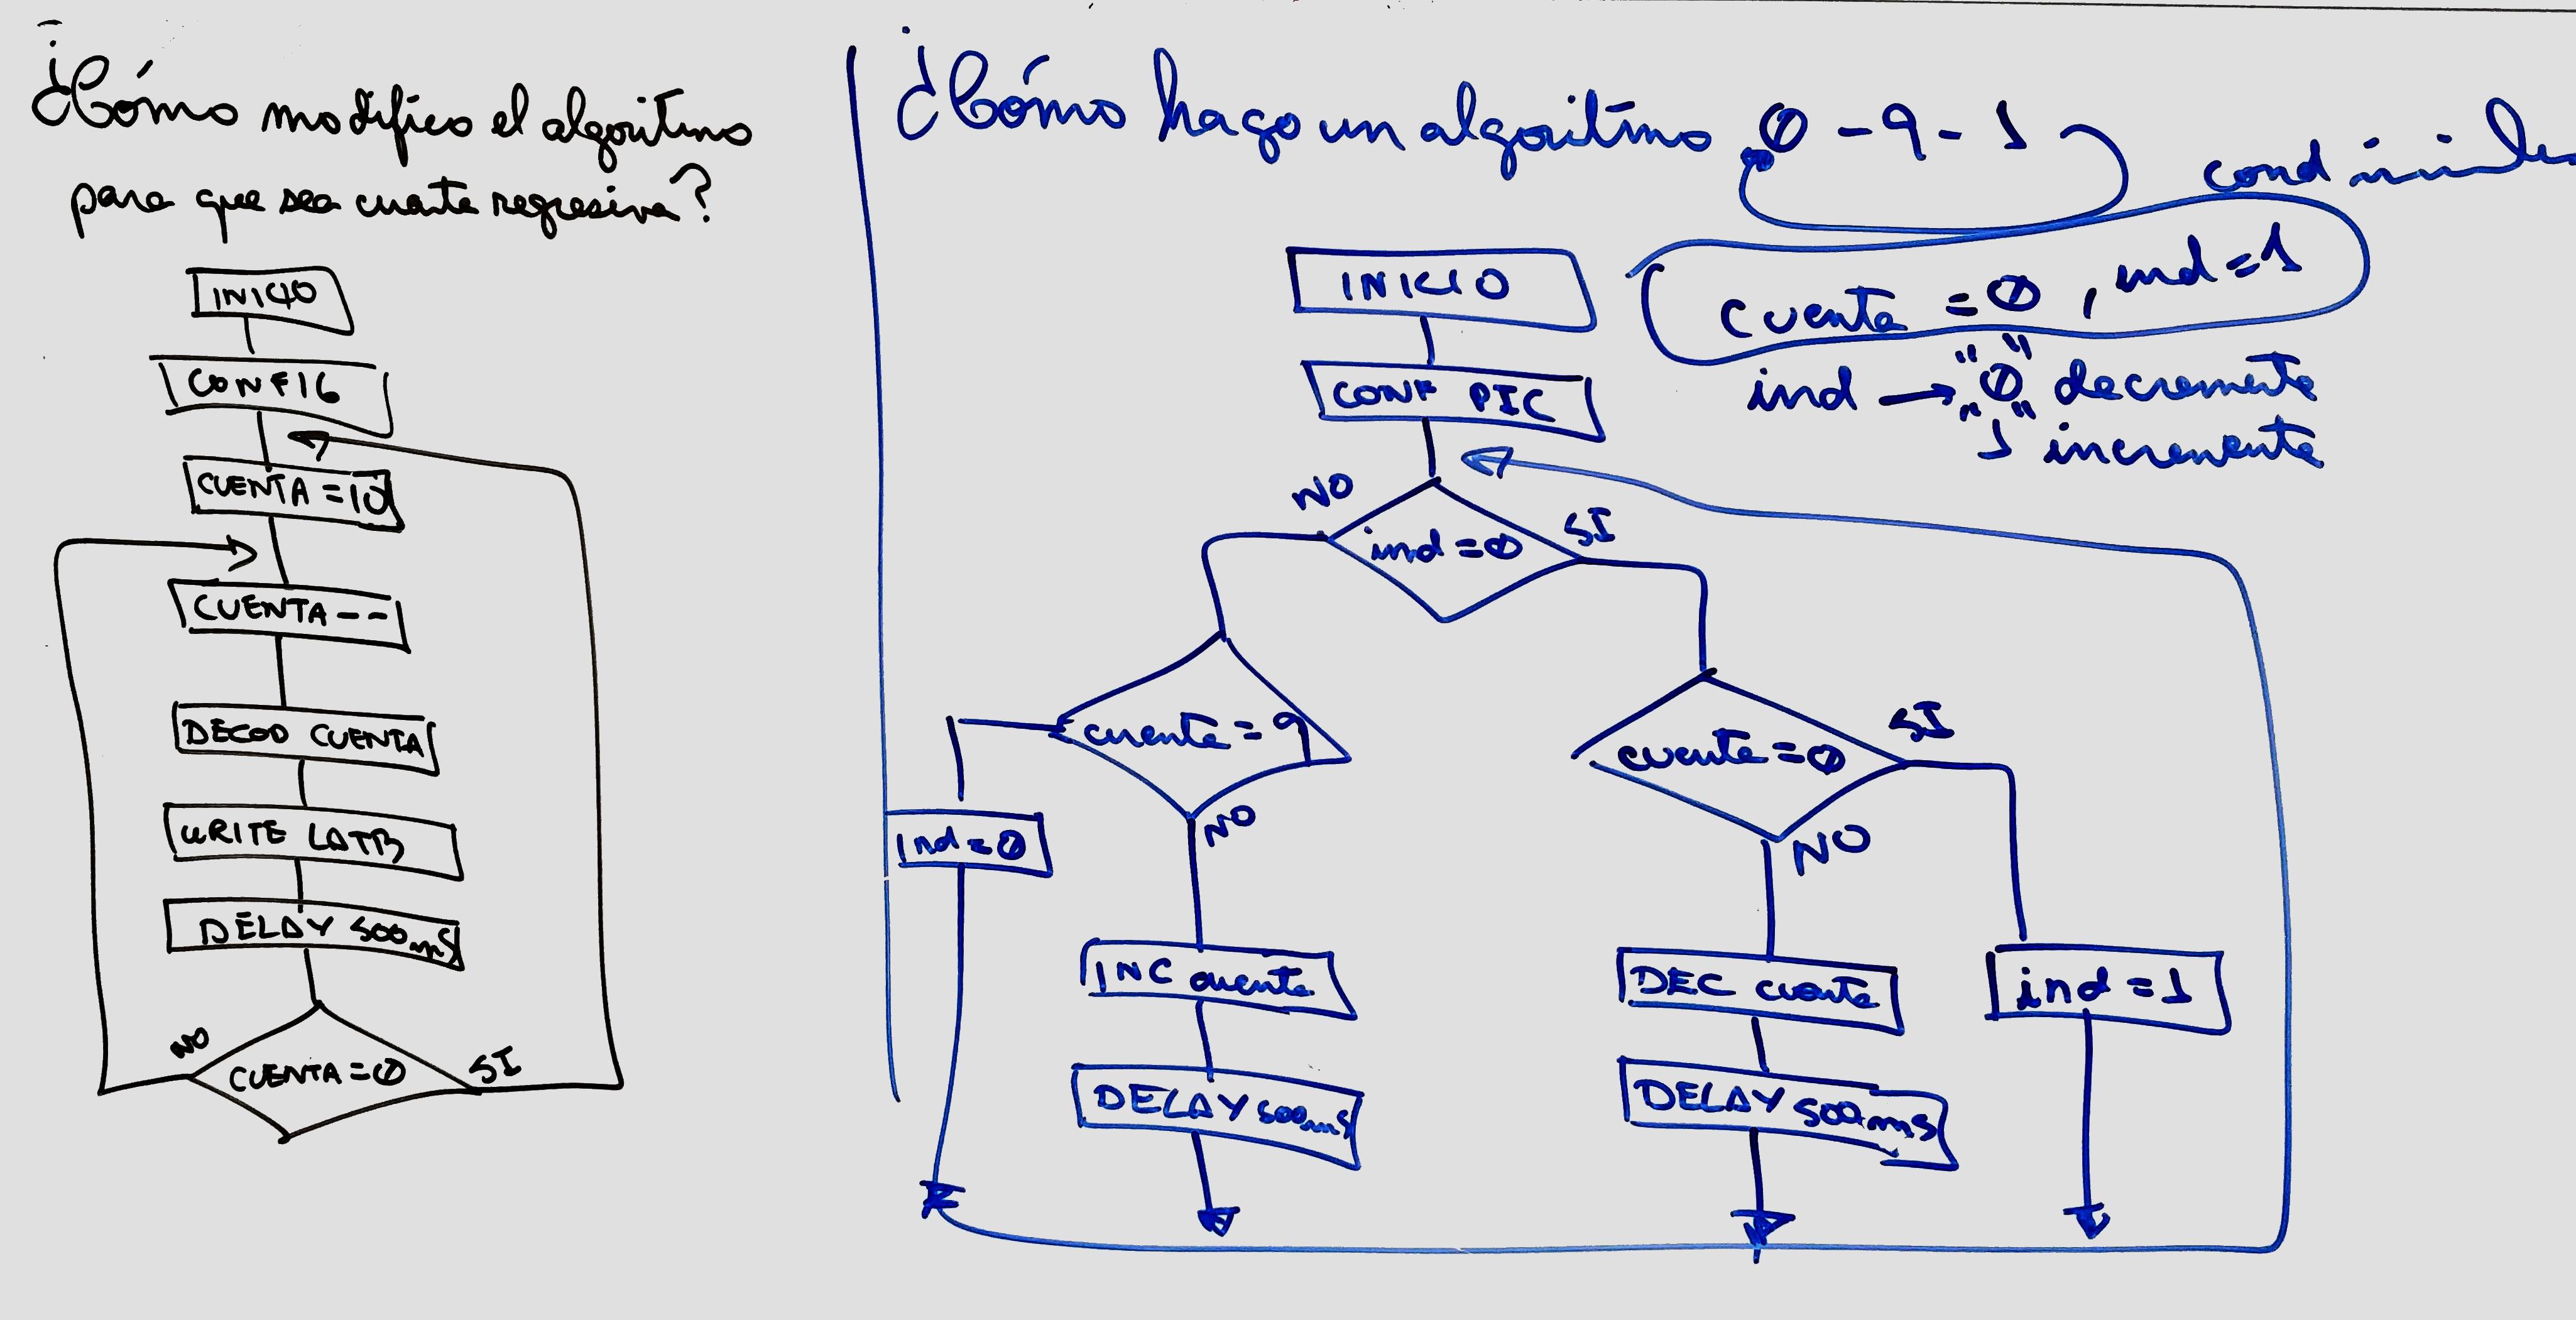 ¿Cómo modifico el algoritmo
para que sea cuenta regresiva?
INICIO
CONFIG
CUENTA = 10
CUENTA--
DECOD CUENTA
WRITE LATB
DELAY 500mS
CUENTA=0
NO
SI
¿Cómo hago un algoritmo 0 - 9 - 1
cond iniciales
cuenta = 0, ind=1
ind → "0" decremente
"1" incremente
INICIO
CONF PIC
NO
ind=0
SI
cuenta = 9
NO
ind=0
INC cuenta
DELAY 500mS
cuenta=0
SI
NO
DEC cuenta
DELAY 500mS
ind=1